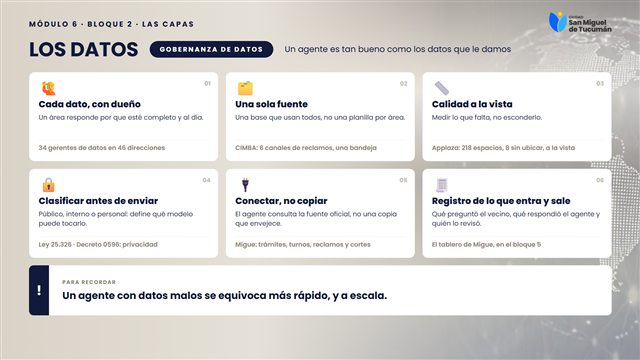 MÓDULO 6 · BLOQUE 2 · LAS CAPAS
CIUDAD
San Miguel
de Tucumán
LOS DATOS
GOBERNANZA DE DATOS
Un agente es tan bueno como los datos que le damos
01
Cada dato, con dueño
Un área responde por que esté completo y al día.
34 gerentes de datos en 46 direcciones
02
Una sola fuente
Una base que usan todos, no una planilla por área.
CIMBA: 6 canales de reclamos, una bandeja
03
Calidad a la vista
Medir lo que falta, no esconderlo.
Applaza: 218 espacios, 8 sin ubicar, a la vista
04
Clasificar antes de enviar
Público, interno o personal: define qué modelo
puede tocarlo.
Ley 25.326 · Decreto 0596: privacidad
05
Conectar, no copiar
El agente consulta la fuente oficial, no una copia
que envejece.
Migue: trámites, turnos, reclamos y cortes
06
Registro de lo que entra y sale
Qué preguntó el vecino, qué respondió el agente y
quién lo revisó.
El tablero de Migue, en el bloque 5
!
PARA RECORDAR
Un agente con datos malos se equivoca más rápido, y a escala.